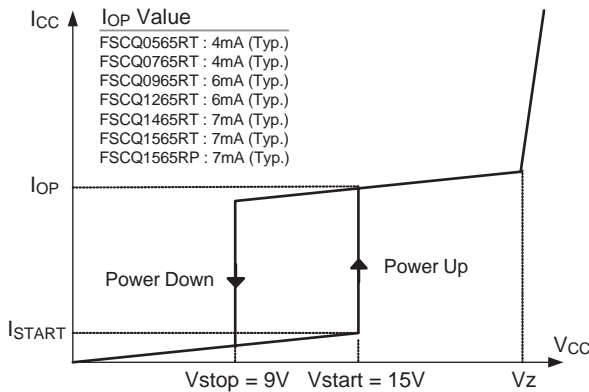 ICC
IOP Value
FSCQ0565RT : 4mA (Typ.)
FSCQ0765RT : 4mA (Typ.)
FSCQ0965RT : 6mA (Typ.)
FSCQ1265RT : 6mA (Typ.)
FSCQ1465RT : 7mA (Typ.)
FSCQ1565RT : 7mA (Typ.)
FSCQ1565RP : 7mA (Typ.)
IOP
Power Down
Power Up
ISTART
VCC
Vstop = 9V Vstart = 15V Vz